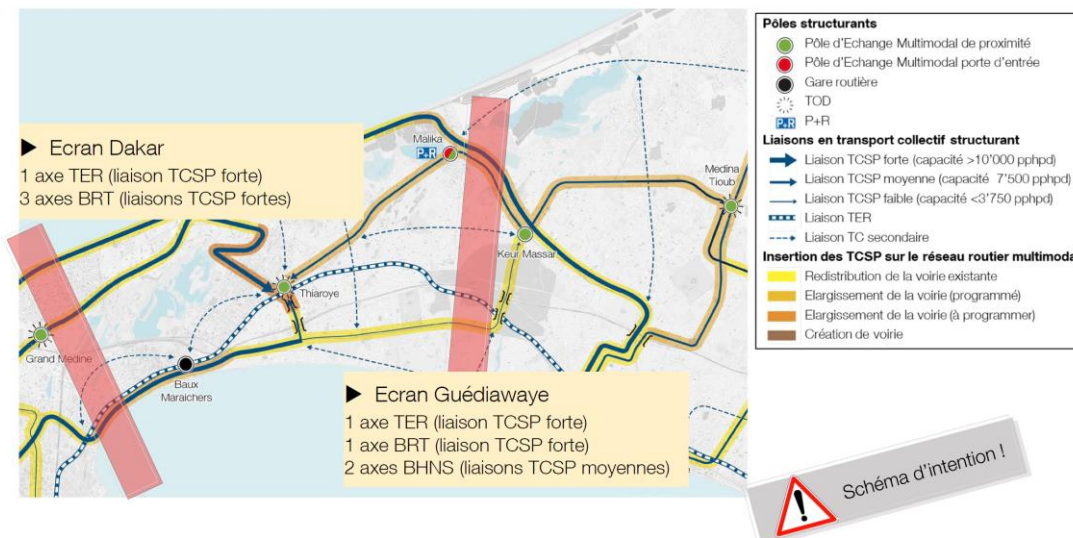 ► Ecran Dakar
1 axe TER (liaison TCSP forte)
3 axes BRT (liaisons TCSP fortes)
Malika
P+R
Medina
Tioub
Keur Massar
Thiaroye
Grand Médine
Baux
Maraichers
► Ecran Guédiawaye
1 axe TER (liaison TCSP forte)
1 axe BRT (liaison TCSP forte)
2 axes BHNS (liaisons TCSP moyennes)
Pôles structurants
Pôle d'Echange Multimodal de proximité
Pôle d'Echange Multimodal porte d'entrée
Gare routière
TOD
P+R P+R
Liaisons en transport collectif structurant
Liaison TCSP forte (capacité >10'000 pphpd)
Liaison TCSP moyenne (capacité 7'500 pphpd)
Liaison TCSP faible (capacité <3'750 pphpd)
Liaison TER
Liaison TC secondaire
Insertion des TCSP sur le réseau routier multimoda
Redistribution de la voirie existante
Elargissement de la voirie (programmé)
Elargissement de la voirie (à programmer)
Création de voirie
! Schéma d'intention !